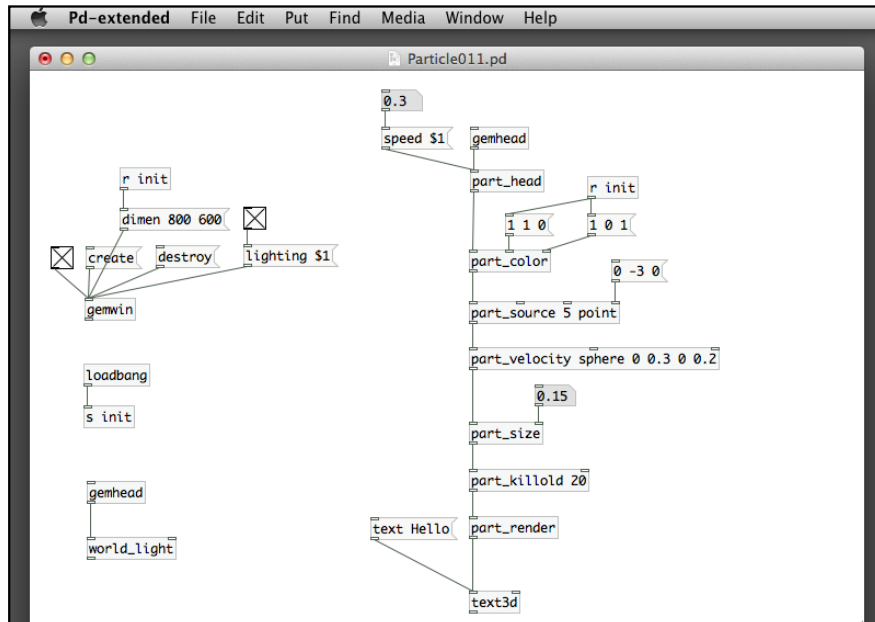 Pd-extended File Edit Put Find Media Window Help
Particle011.pd
0.3
speed $1
gemhead
part_head
r init
r init
dimen 800 600
1 1 0
1 0 1
create
destroy
lighting $1
part_color
0 -3 0
gemwin
part_source 5 point
part_velocity sphere 0 0.3 0 0.2
loadbang
0.15
s init
part_size
part_killold 20
gemhead
text Hello
part_render
world_light
text3d